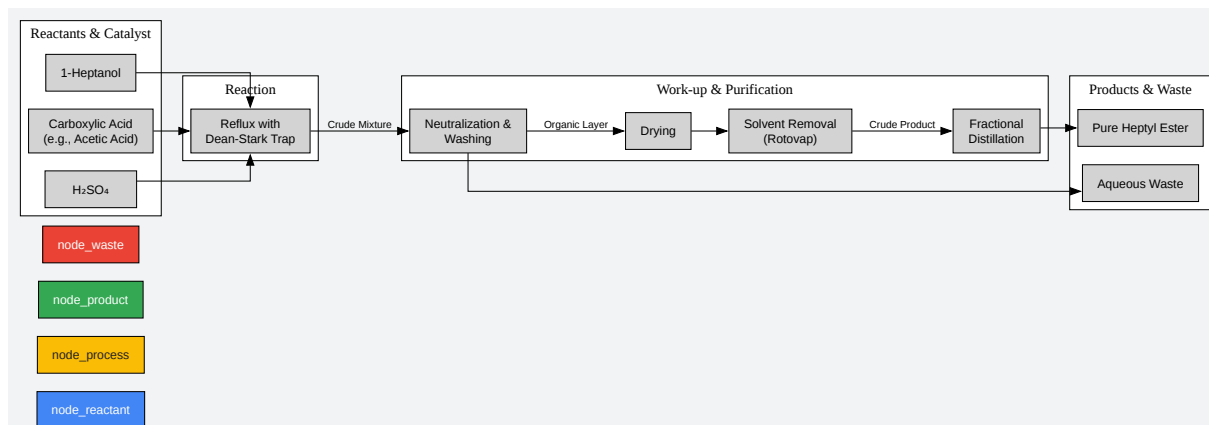 Reactants & Catalyst
1-Heptanol
Carboxylic Acid
(e.g., Acetic Acid)
H₂SO₄
Reaction
Reflux with
Dean-Stark Trap
Crude Mixture
Work-up & Purification
Neutralization &
Washing
Organic Layer
Drying
Solvent Removal
(Rotovap)
Crude Product
Fractional
Distillation
Products & Waste
Pure Heptyl Ester
Aqueous Waste
node_waste
node_product
node_process
node_reactant